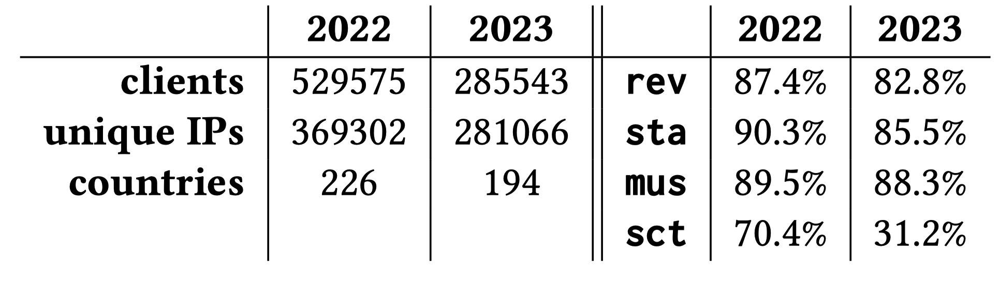 2022 2023 2022 2023
clients 529575 285543 rev 87.4% 82.8%
unique IPs 369302 281066 sta 90.3% 85.5%
countries 226 194 mus 89.5% 88.3%
sct 70.4% 31.2%